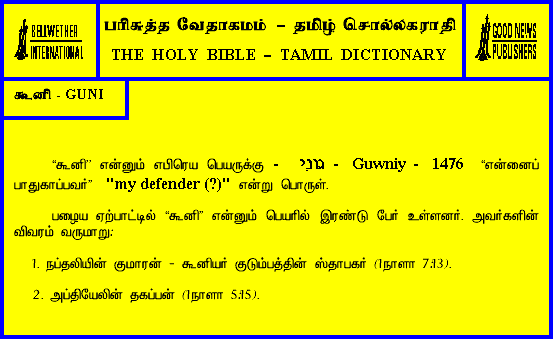 BELLWETHER
INTERNATIONAL
பரிசுத்த வேதாகமம் – தமிழ் சொல்லகராதி
THE HOLY BIBLE – TAMIL DICTIONARY
GOOD NEWS
PUBLISHERS
கூனி - GUNI
“கூனி” என்னும் எபிரெய பெயருக்கு - גוּנִי - Guwniy - 1476 “என்னைப்
பாதுகாப்பவர்” "my defender (?)" என்று பொருள்.
பழைய ஏற்பாட்டில் “கூனி” என்னும் பெயரில் இரண்டு பேர் உள்ளனர். அவர்களின்
விவரம் வருமாறு:
1. நப்தலியின் குமாரன் – கூனியர் குடும்பத்தின் ஸ்தாபகர் (1நாளா 7:13).
2. அப்தியேலின் தகப்பன் (1நாளா 5:15).